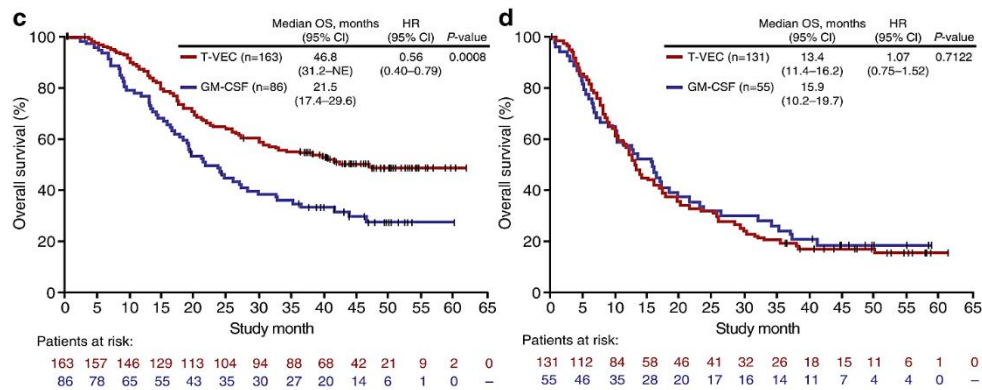 c
Median OS, months HR
(95% CI) (95% CI) P-value
T-VEC (n=163) 46.8 0.56 0.0008
(31.2–NE) (0.40–0.79)
GM-CSF (n=86) 21.5
(17.4–29.6)
Overall survival (%)
100
80
60
40
20
0
0 5 10 15 20 25 30 35 40 45 50 55 60 65
Study month
Patients at risk:
163 157 146 129 113 104 94 88 68 42 21 9 2 0
86 78 65 55 43 35 30 27 20 14 6 1 0 –
d
Median OS, months HR
(95% CI) (95% CI) P-value
T-VEC (n=131) 13.4 1.07 0.7122
(11.4–16.2) (0.75–1.52)
GM-CSF (n=55) 15.9
(10.2–19.7)
Overall survival (%)
100
80
60
40
20
0
0 5 10 15 20 25 30 35 40 45 50 55 60 65
Study month
Patients at risk:
131 112 84 58 46 41 32 26 18 15 11 6 1 0
55 46 35 28 20 17 16 14 11 7 4 4 0 –